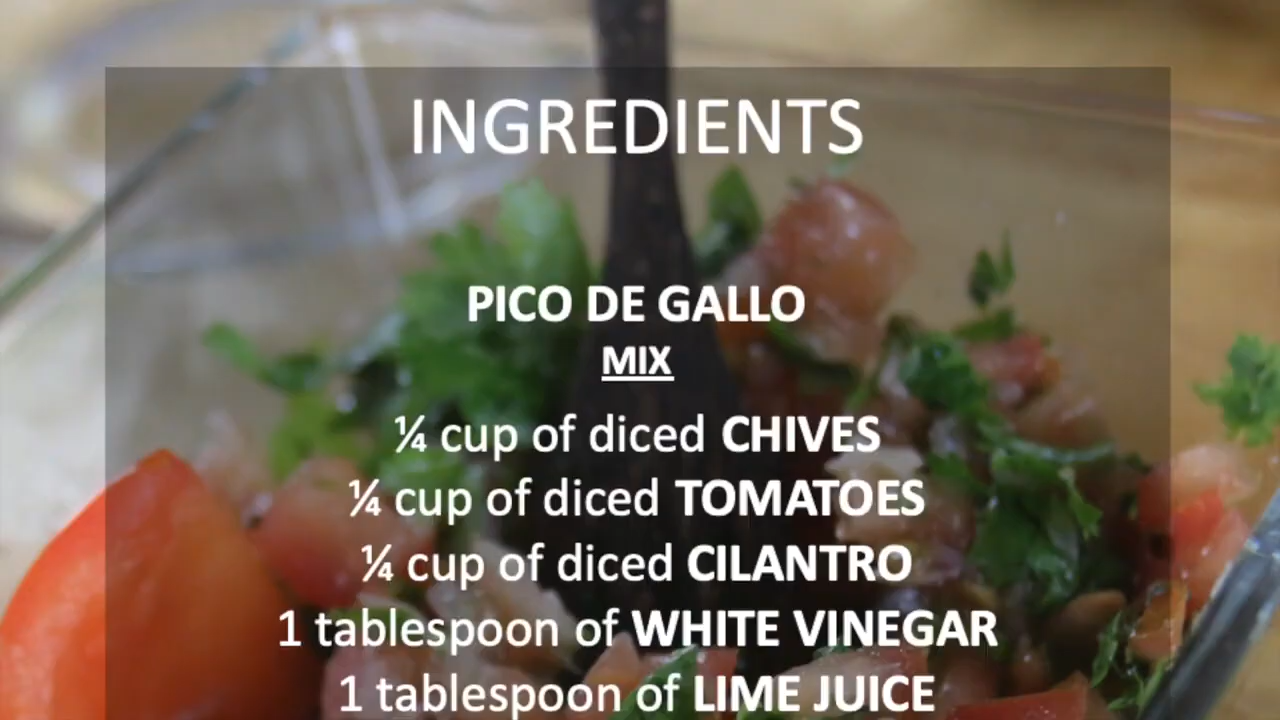 INGREDIENTS
PICO DE GALLO
MIX
¼ cup of diced CHIVES
¼ cup of diced TOMATOES
¼ cup of diced CILANTRO
1 tablespoon of WHITE VINEGAR
1 tablespoon of LIME JUICE